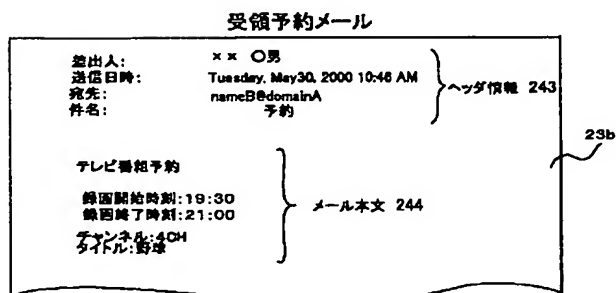 受領予約メール
差出人: ×× 〇男
送信日時: Tuesday, May30, 2000 10:46 AM
宛先: nameB@domainA
件名: 予約
ヘッダ情報 243
23b
テレビ番組予約
録画開始時刻:19:30
録画終了時刻:21:00
チャンネル:4CH
タイトル:野球
メール本文 244